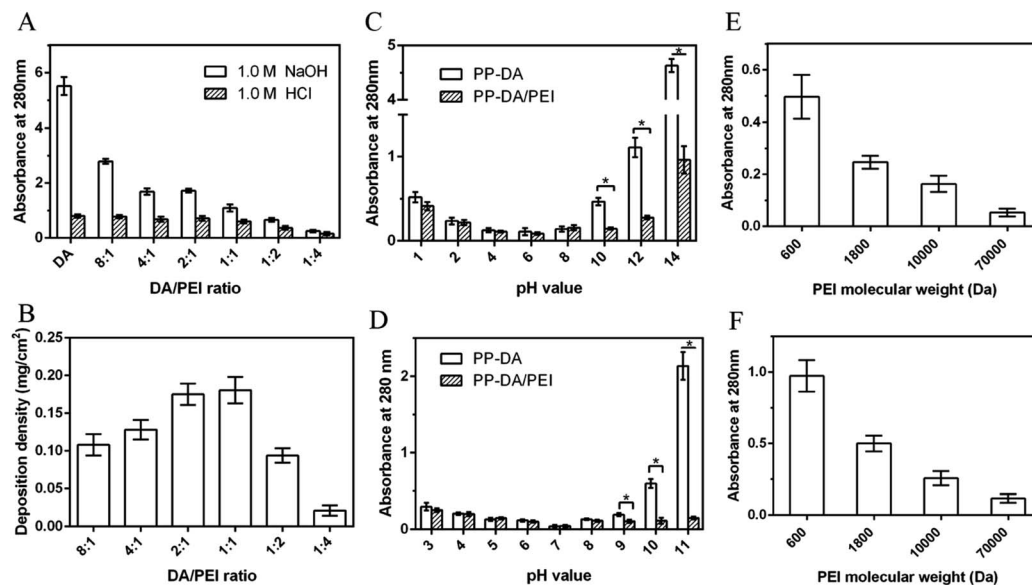 A
Absorbance at 280nm
6
4
2
0
1.0 M NaOH
1.0 M HCl
DA 8:1 4:1 2:1 1:1 1:2 1:4
DA/PEI ratio
B
Deposition density (mg/cm²)
0.25
0.20
0.15
0.10
0.05
0.00
8:1 4:1 2:1 1:1 1:2 1:4
DA/PEI ratio
C
Absorbance at 280nm
5
4
1
0
PP-DA
PP-DA/PEI
* * *
1 2 4 6 8 10 12 14
pH value
D
Absorbance at 280 nm
2
1
0
PP-DA
PP-DA/PEI
* * *
3 4 5 6 7 8 9 10 11
pH value
E
Absorbance at 280nm
0.6
0.4
0.2
0.0
600 1800 10000 70000
PEI molecular weight (Da)
F
Absorbance at 280nm
1.0
0.5
0.0
600 1800 10000 70000
PEI molecular weight (Da)